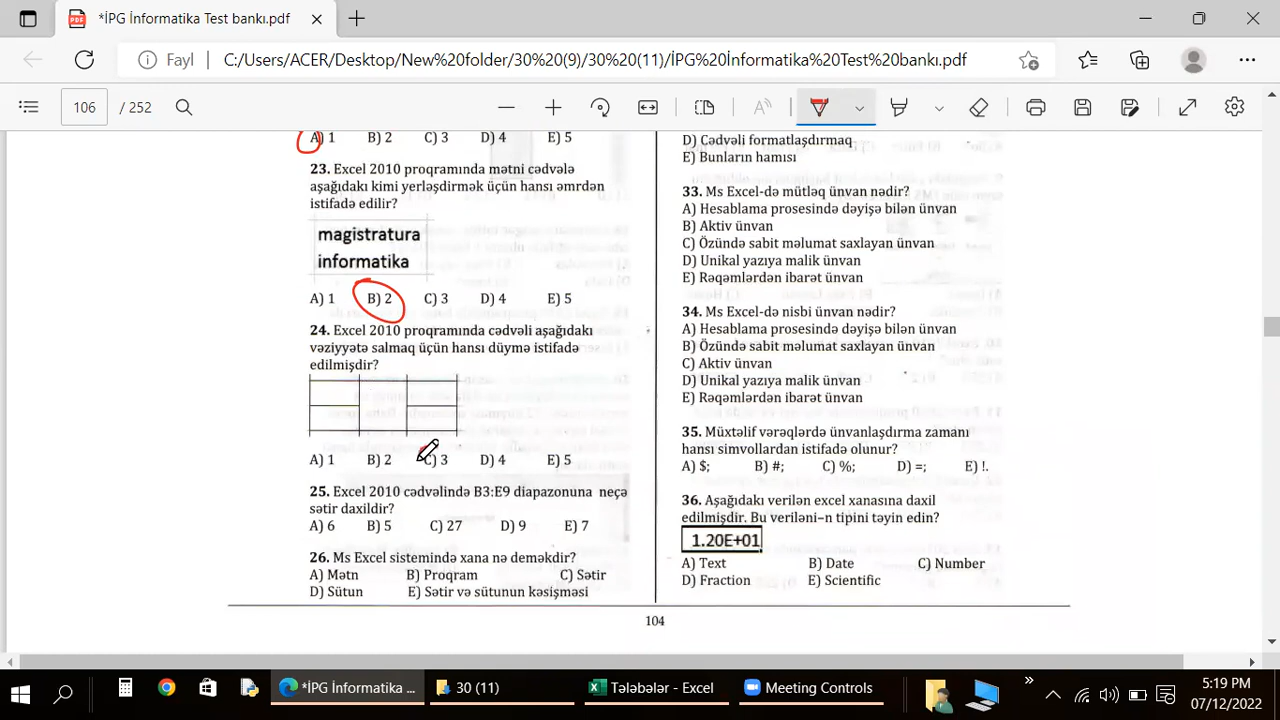 *İPG İnformatika Test bankı.pdf
Fayl
C:/Users/ACER/Desktop/New%20folder/30%20(9)/30%20(11)/İPG%20İnformatika%20Test%20bankı.pdf
106 / 252
A) 1 B) 2 C) 3 D) 4 E) 5
23. Excel 2010 proqramında mətni cədvələ
aşağıdakı kimi yerləşdirmək üçün hansı əmrdən
istifadə edilir?
magistratura
informatika
A) 1 B) 2 C) 3 D) 4 E) 5
24. Excel 2010 proqramında cədvəli aşağıdakı
vəziyyətə salmaq üçün hansı düymə istifadə
edilmişdir?
A) 1 B) 2 C) 3 D) 4 E) 5
25. Excel 2010 cədvəlində B3:E9 diapazonuna neçə
sətir daxildir?
A) 6 B) 5 C) 27 D) 9 E) 7
26. Ms Excel sistemində xana nə deməkdir?
A) Mətn B) Proqram C) Sətir
D) Sütun E) Sətir və sütunun kəsişməsi
D) Cədvəli formatlaşdırmaq
E) Bunların hamısı
33. Ms Excel-də mütləq ünvan nədir?
A) Hesablama prosesində dəyişə bilən ünvan
B) Aktiv ünvan
C) Özündə sabit məlumat saxlayan ünvan
D) Unikal yazıya malik ünvan
E) Rəqəmlərdən ibarət ünvan
34. Ms Excel-də nisbi ünvan nədir?
A) Hesablama prosesində dəyişə bilən ünvan
B) Özündə sabit məlumat saxlayan ünvan
C) Aktiv ünvan
D) Unikal yazıya malik ünvan
E) Rəqəmlərdən ibarət ünvan
35. Müxtəlif vərəqlərdə ünvanlaşdırma zamanı
hansı simvollardan istifadə olunur?
A) $; B) #; C) %; D) =; E) !.
36. Aşağıdakı verilən excel xanasına daxil
edilmişdir. Bu veriləni–n tipini təyin edin?
1.20E+01
A) Text B) Date C) Number
D) Fraction E) Scientific
104
*İPG İnformatika ...
30 (11)
Tələbələr - Excel
Meeting Controls
5:19 PM
07/12/2022